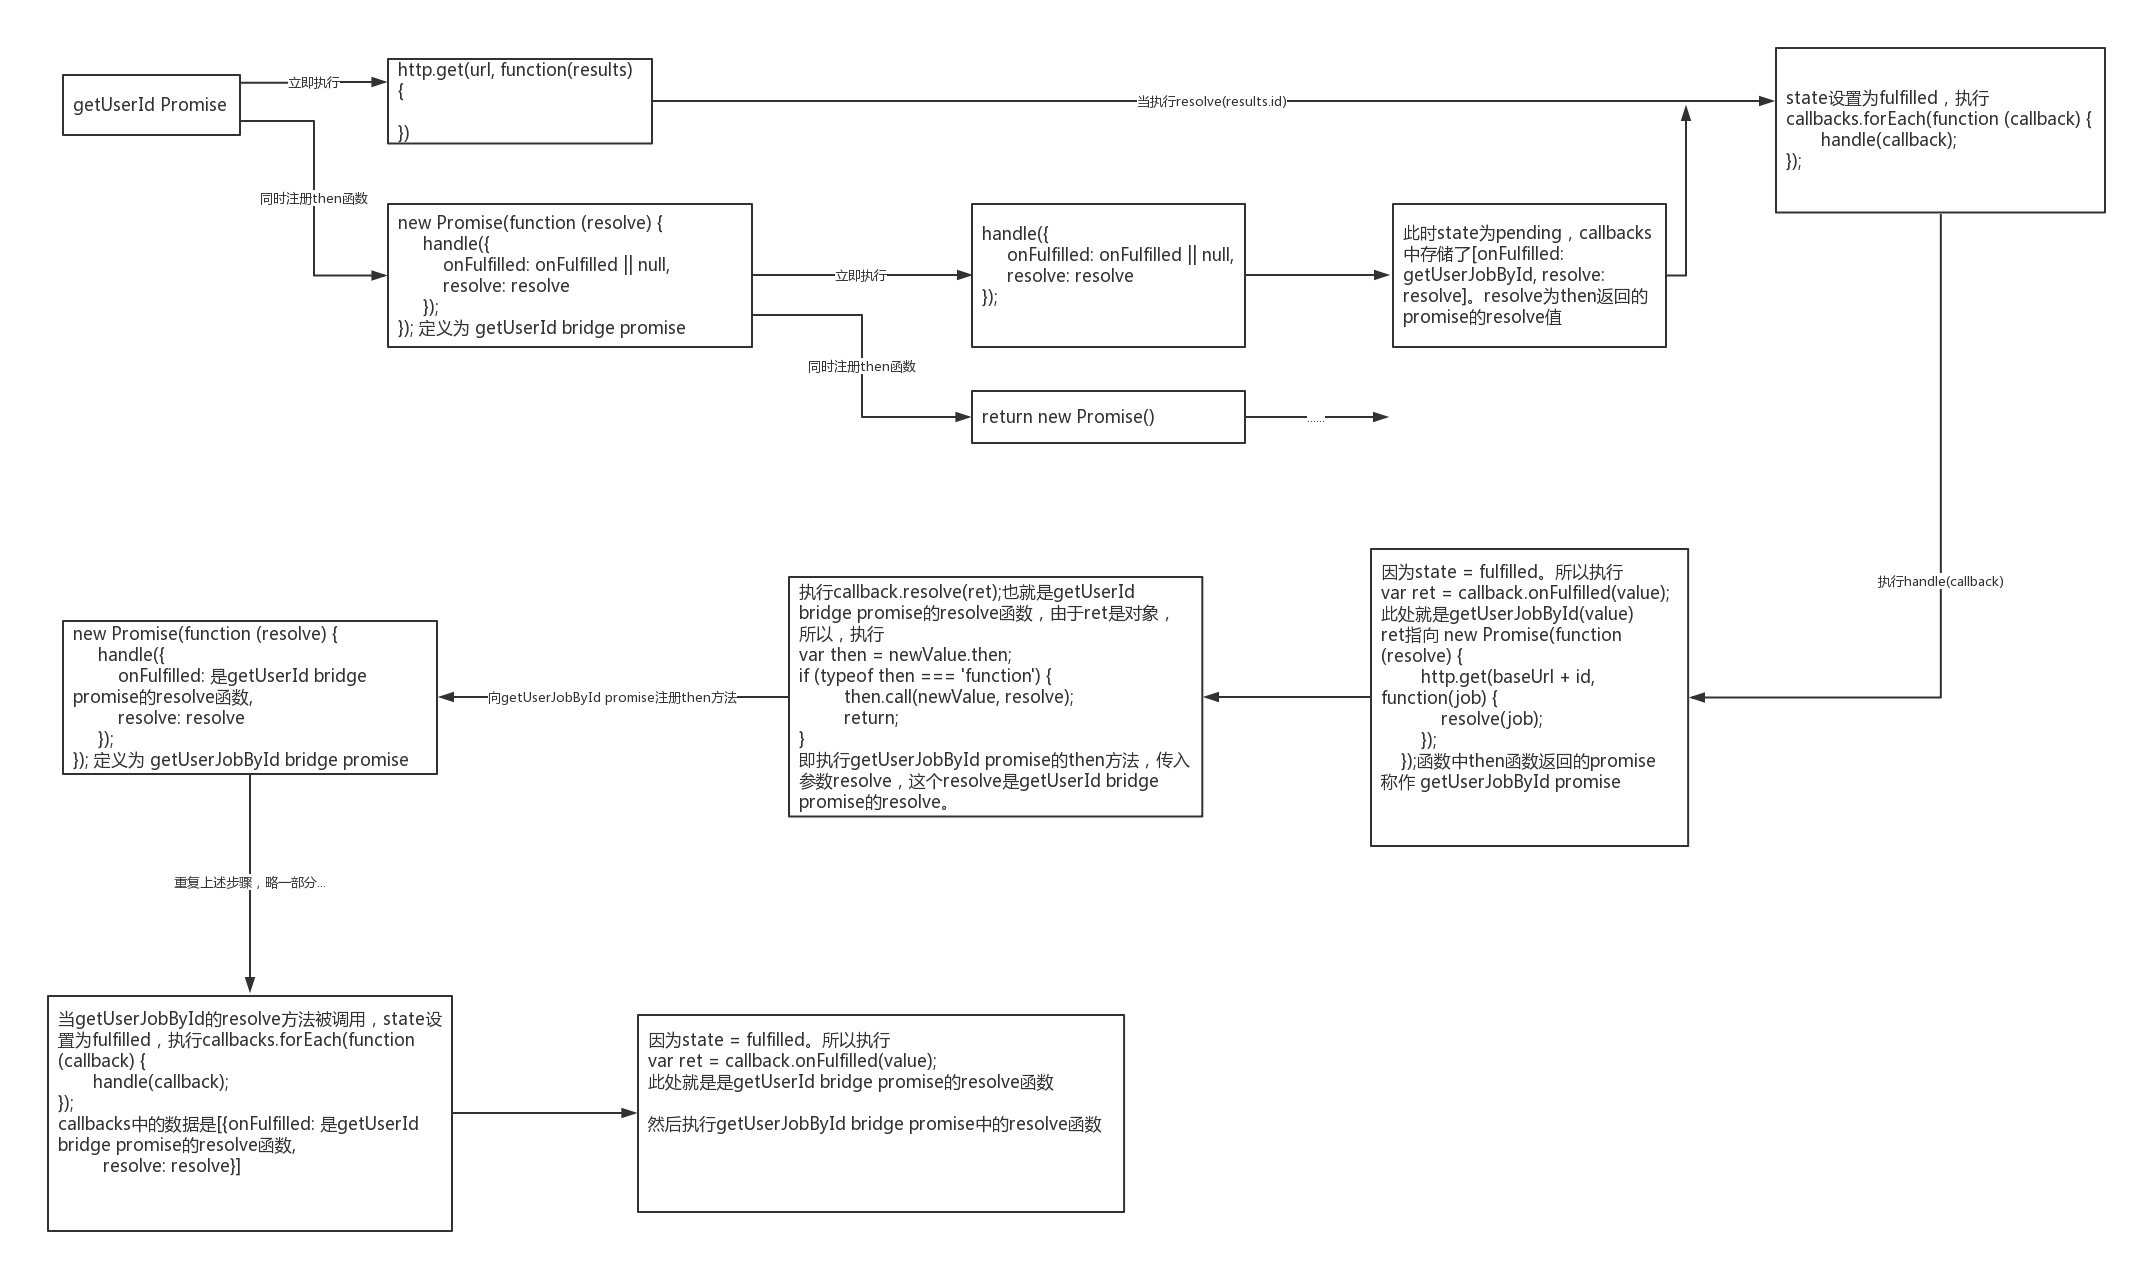 getUserId Promise
立即执行
http.get(url, function(results)
{
})
当执行resolve(results.id)
state设置为fulfilled，执行
callbacks.forEach(function (callback) {
handle(callback);
});
同时注册then函数
new Promise(function (resolve) {
handle({
onFulfilled: onFulfilled || null,
resolve: resolve
});
}); 定义为 getUserId bridge promise
立即执行
handle({
onFulfilled: onFulfilled || null,
resolve: resolve
});
此时state为pending，callbacks
中存储了[onFulfilled:
getUserJobById, resolve:
resolve]。resolve为then返回的
promise的resolve值
同时注册then函数
return new Promise()
......
执行handle(callback)
因为state = fulfilled。所以执行
var ret = callback.onFulfilled(value);
此处就是getUserJobById(value)
ret指向 new Promise(function
(resolve) {
http.get(baseUrl + id,
function(job) {
resolve(job);
});
});函数中then函数返回的promise
称作 getUserJobById promise
执行callback.resolve(ret);也就是getUserId
bridge promise的resolve函数，由于ret是对象，
所以，执行
var then = newValue.then;
if (typeof then === 'function') {
then.call(newValue, resolve);
return;
}
即执行getUserJobById promise的then方法，传入
参数resolve，这个resolve是getUserId bridge
promise的resolve。
向getUserJobById promise注册then方法
new Promise(function (resolve) {
handle({
onFulfilled: 是getUserId bridge
promise的resolve函数,
resolve: resolve
});
}); 定义为 getUserJobById bridge promise
重复上述步骤，略一部分...
当getUserJobById的resolve方法被调用，state设
置为fulfilled，执行callbacks.forEach(function
(callback) {
handle(callback);
});
callbacks中的数据是[{onFulfilled: 是getUserId
bridge promise的resolve函数,
resolve: resolve}]
因为state = fulfilled。所以执行
var ret = callback.onFulfilled(value);
此处就是是getUserId bridge promise的resolve函数
然后执行getUserJobById bridge promise中的resolve函数